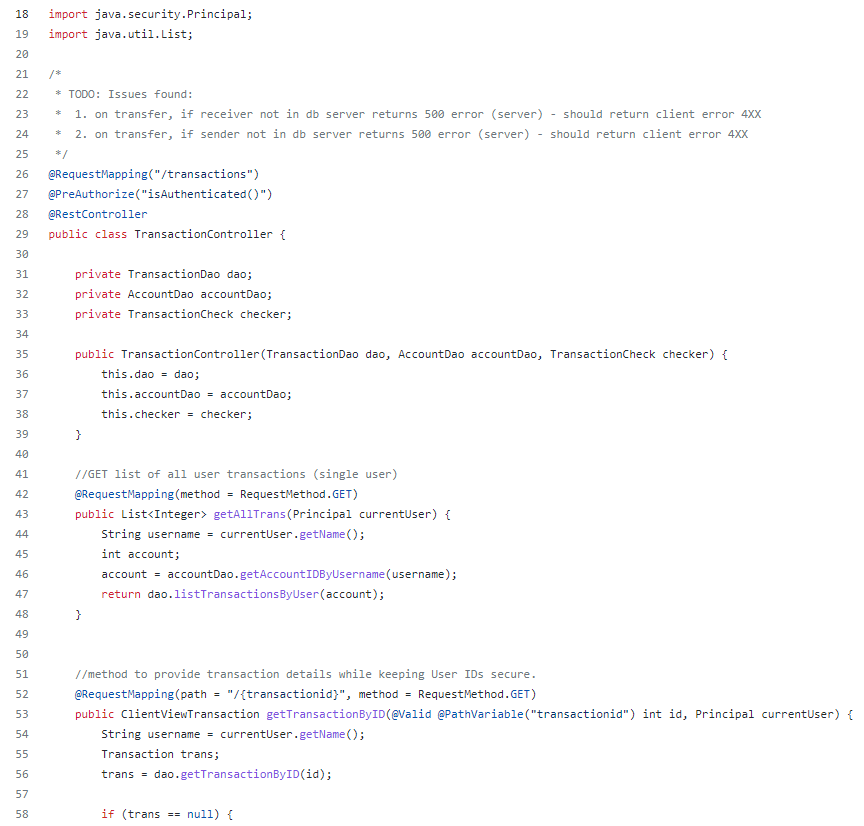 18 import java.security.Principal;
19 import java.util.List;
20
21 /*
22  * TODO: Issues found:
23  *  1. on transfer, if receiver not in db server returns 500 error (server) - should return client error 4XX
24  *  2. on transfer, if sender not in db server returns 500 error (server) - should return client error 4XX
25  */
26 @RequestMapping("/transactions")
27 @PreAuthorize("isAuthenticated()")
28 @RestController
29 public class TransactionController {
30
31     private TransactionDao dao;
32     private AccountDao accountDao;
33     private TransactionCheck checker;
34
35     public TransactionController(TransactionDao dao, AccountDao accountDao, TransactionCheck checker) {
36         this.dao = dao;
37         this.accountDao = accountDao;
38         this.checker = checker;
39     }
40
41     //GET list of all user transactions (single user)
42     @RequestMapping(method = RequestMethod.GET)
43     public List<Integer> getAllTrans(Principal currentUser) {
44         String username = currentUser.getName();
45         int account;
46         account = accountDao.getAccountIDByUsername(username);
47         return dao.listTransactionsByUser(account);
48     }
49
50
51     //method to provide transaction details while keeping User IDs secure.
52     @RequestMapping(path = "/{transactionid}", method = RequestMethod.GET)
53     public ClientViewTransaction getTransactionByID(@Valid @PathVariable("transactionid") int id, Principal currentUser) {
54         String username = currentUser.getName();
55         Transaction trans;
56         trans = dao.getTransactionByID(id);
57
58         if (trans == null) {